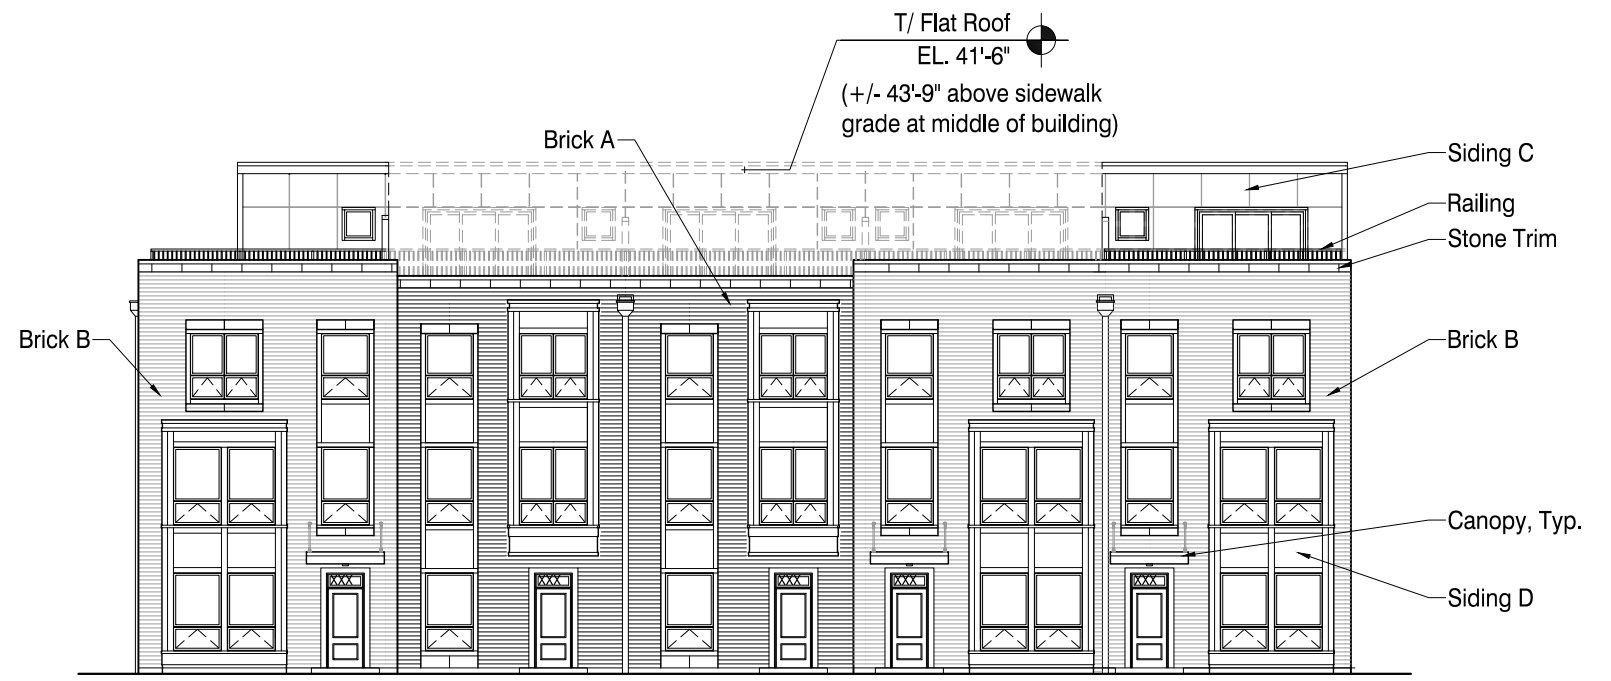 T/ Flat Roof
EL. 41'-6"
(+/- 43'-9" above sidewalk
grade at middle of building)
Brick A
Siding C
Railing
Stone Trim
Brick B
Brick B
Canopy, Typ.
Siding D